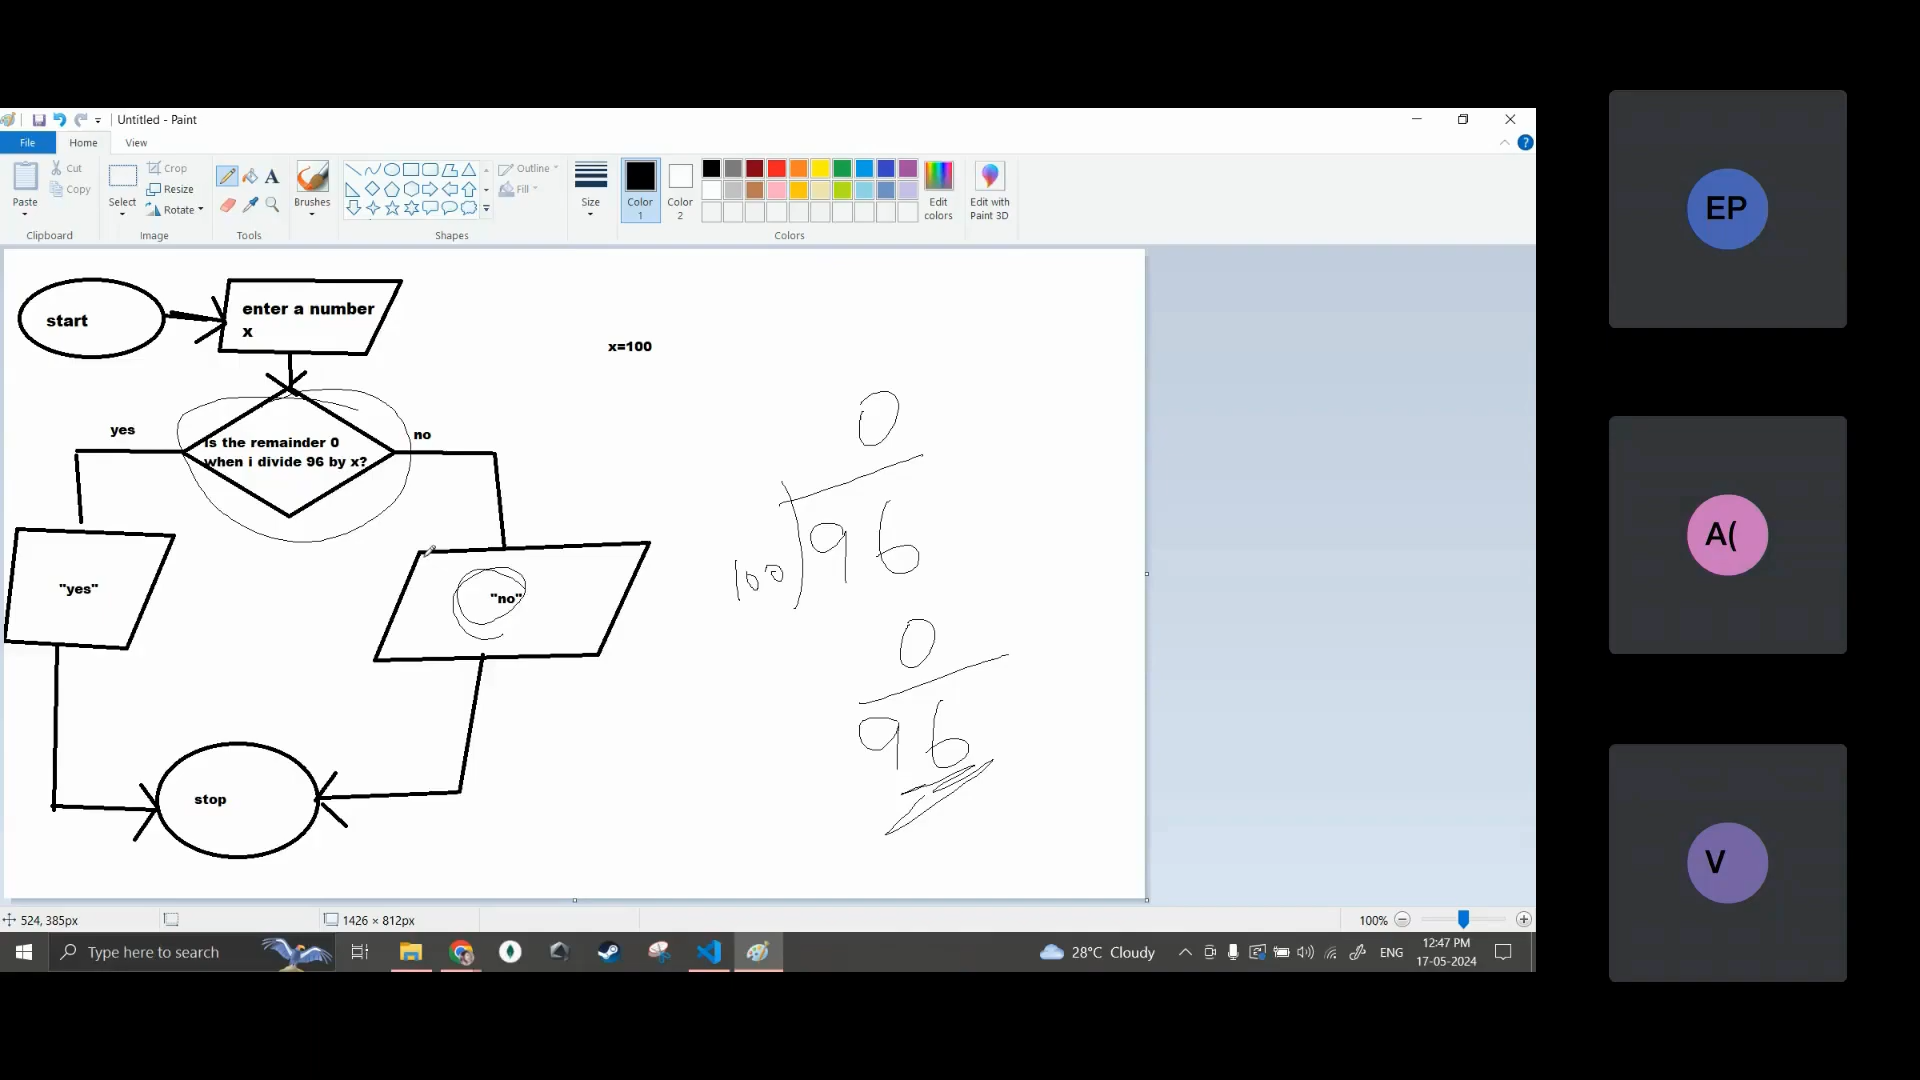 Untitled - Paint
File Home View
Paste
Cut
Copy
Clipboard
Select
Crop
Resize
Rotate
Image
A
Tools
Brushes
Shapes
Outline
Fill
Size
Color 1
Color 2
Colors
Edit colors
Edit with Paint 3D
start
enter a number
x
x=100
yes
is the remainder 0
when i divide 96 by x?
no
"yes"
"no"
stop
0
100 96
0
96
524, 385px
1426 × 812px
100%
Type here to search
28°C Cloudy
ENG
12:47 PM
17-05-2024
EP
A(
V